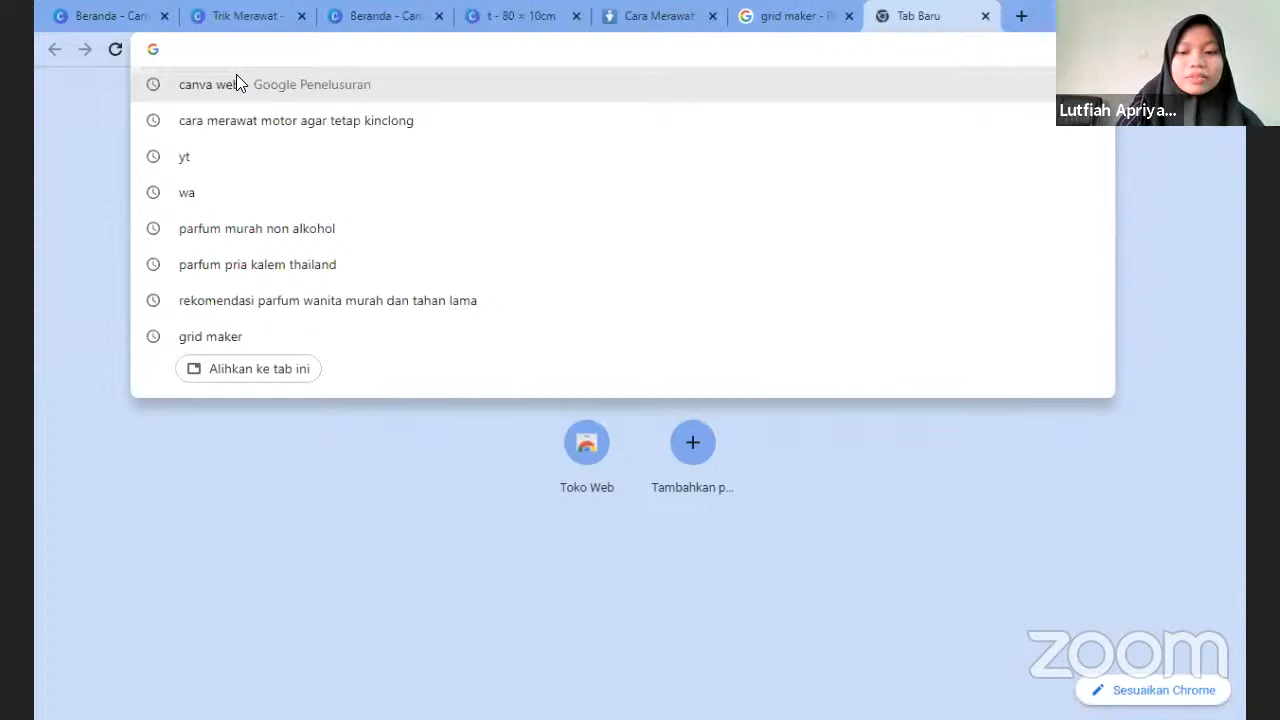 Beranda - Can
Trik Merawat -
Beranda - Can
t - 80 × 10cm
Cara Merawat
grid maker - P
Tab Baru
canva web - Google Penelusuran
cara merawat motor agar tetap kinclong
yt
wa
parfum murah non alkohol
parfum pria kalem thailand
rekomendasi parfum wanita murah dan tahan lama
grid maker
Alihkan ke tab ini
Toko Web
Tambahkan p...
Lutfiah Apriya...
zoom
Sesuaikan Chrome